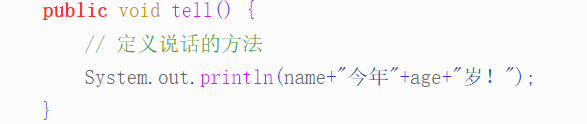 public void tell() {
// 定义说话的方法
System.out.println(name+"今年"+age+"岁！");
}